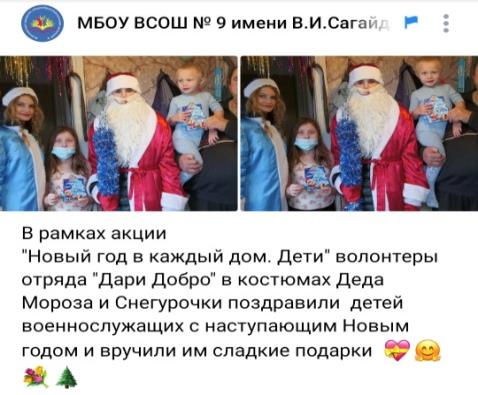 МБОУ ВСОШ № 9 имени В.И.Сагайд
В рамках акции
"Новый год в каждый дом. Дети" волонтеры
отряда "Дари Добро" в костюмах Деда
Мороза и Снегурочки поздравили детей
военнослужащих с наступающим Новым
годом и вручили им сладкие подарки